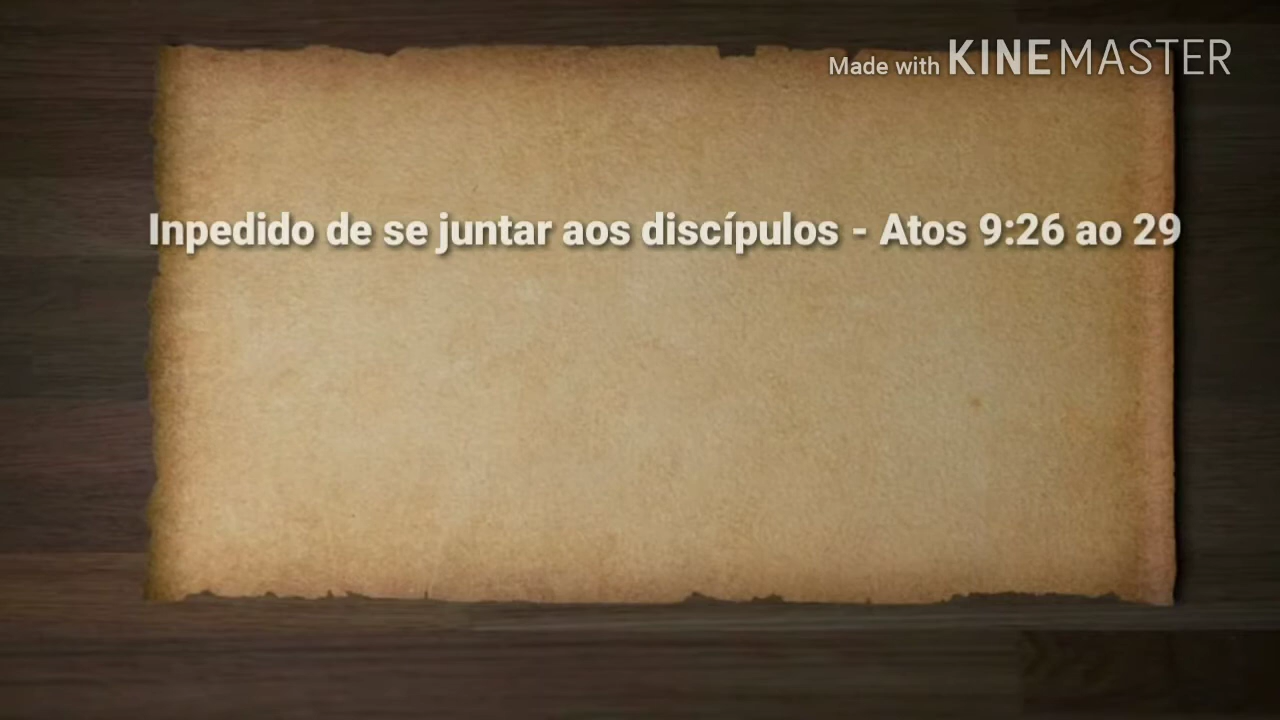 Made with KINEMASTER
Inpedido de se juntar aos discípulos - Atos 9:26 ao 29